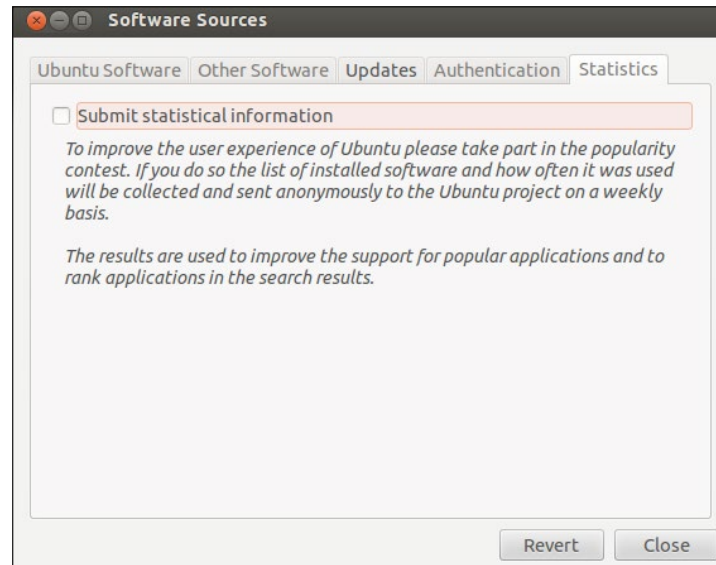 Software Sources
Ubuntu Software Other Software Updates Authentication Statistics
Submit statistical information
To improve the user experience of Ubuntu please take part in the popularity
contest. If you do so the list of installed software and how often it was used
will be collected and sent anonymously to the Ubuntu project on a weekly
basis.
The results are used to improve the support for popular applications and to
rank applications in the search results.
Revert Close